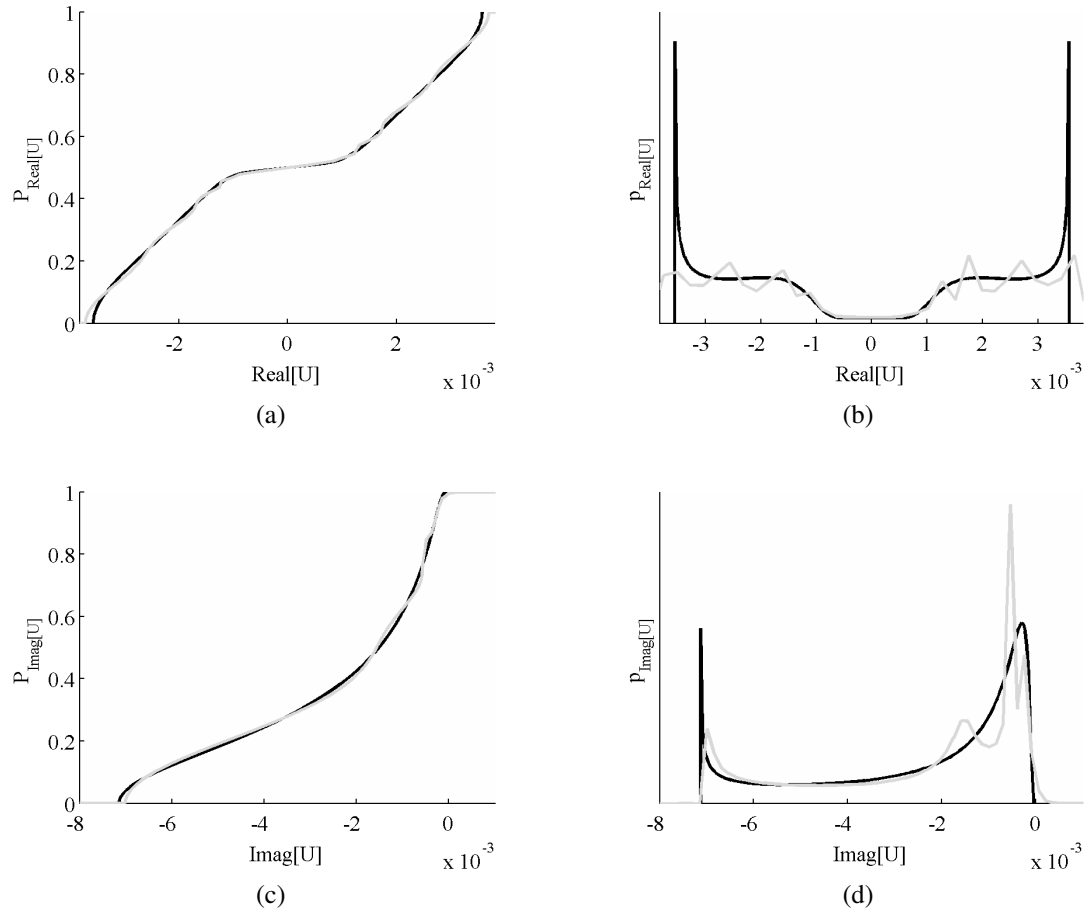 1
0.8
0.6
0.4
0.2
0
P_Real[U]
-2 0 2
x 10^-3
Real[U]
(a)
p_Real[U]
-3 -2 -1 0 1 2 3
x 10^-3
Real[U]
(b)
1
0.8
0.6
0.4
0.2
0
P_Imag[U]
-8 -6 -4 -2 0
x 10^-3
Imag[U]
(c)
p_Imag[U]
-8 -6 -4 -2 0
x 10^-3
Imag[U]
(d)